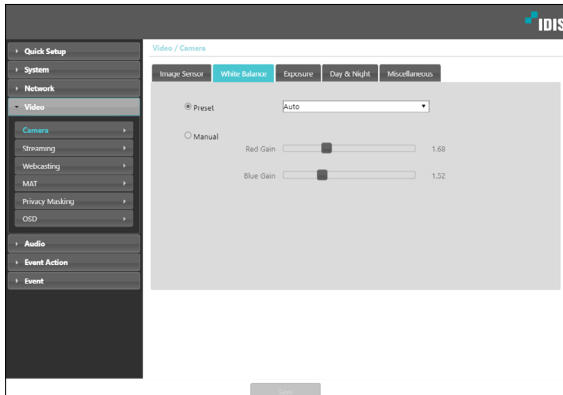 IDIS
Quick Setup
System
Network
Video
Camera
Streaming
Webcasting
MAT
Privacy Masking
OSD
Audio
Event Action
Event
Video / Camera
Image Sensor White Balance Exposure Day & Night Miscellaneous
Preset Auto
Manual
Red Gain 1.68
Blue Gain 1.52